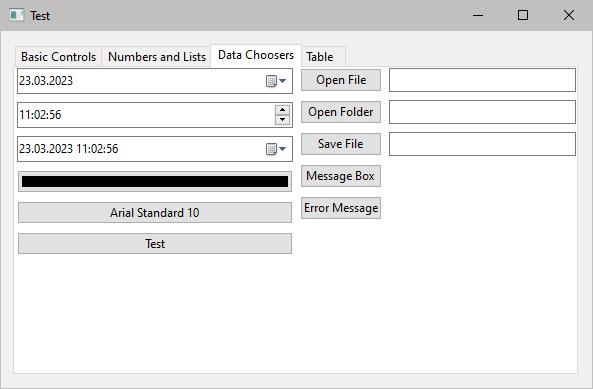 Test
Basic Controls Numbers and Lists Data Choosers Table
23.03.2023 Open File
11:02:56 Open Folder
23.03.2023 11:02:56 Save File
Message Box
Arial Standard 10 Error Message
Test